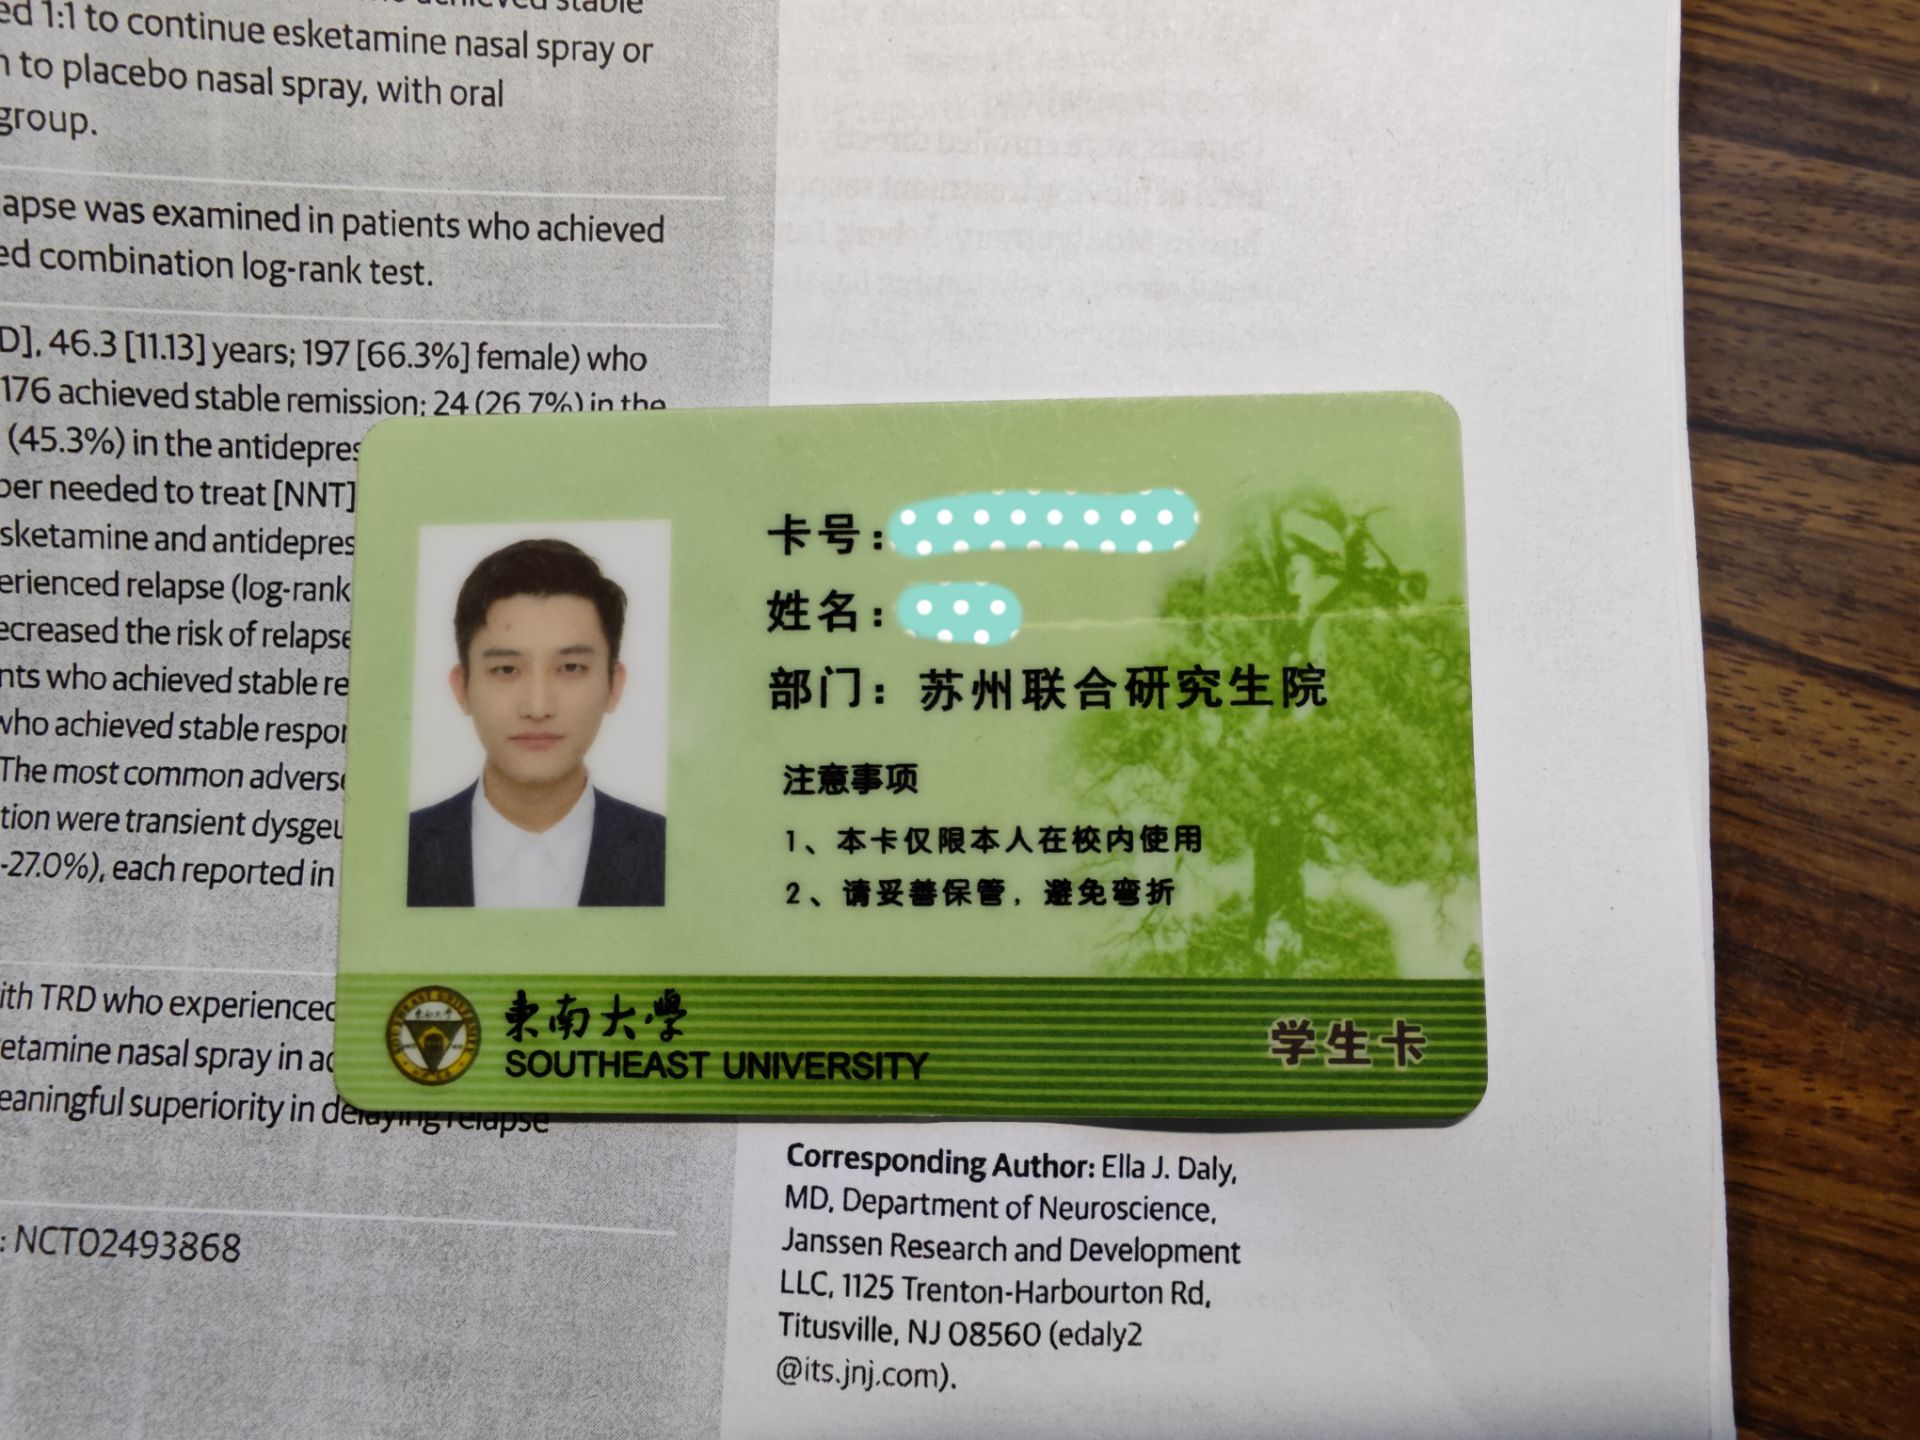 ed 1:1 to continue esketamine nasal spray or
to placebo nasal spray, with oral
group.
apse was examined in patients who achieved
ed combination log-rank test.
D], 46.3 [11.13] years; 197 [66.3%] female) who
176 achieved stable remission; 24 (26.7%) in the
(45.3%) in the antidepres
ber needed to treat [NNT]
sketamine and antidepres
erienced relapse (log-rank
ecreased the risk of relapse
nts who achieved stable re
who achieved stable respor
The most common adverse
tion were transient dysgeu
-27.0%), each reported in
ith TRD who experienced
etamine nasal spray in ad
eaningful superiority in delaying relapse
: NCT02493868
卡号:
姓名:
部门: 苏州联合研究生院
注意事项
1、本卡仅限本人在校内使用
2、请妥善保管,避免弯折
東南大學
SOUTHEAST UNIVERSITY
学生卡
Corresponding Author: Ella J. Daly,
MD, Department of Neuroscience,
Janssen Research and Development
LLC, 1125 Trenton-Harbourton Rd,
Titusville, NJ 08560 (edaly2
@its.jnj.com).